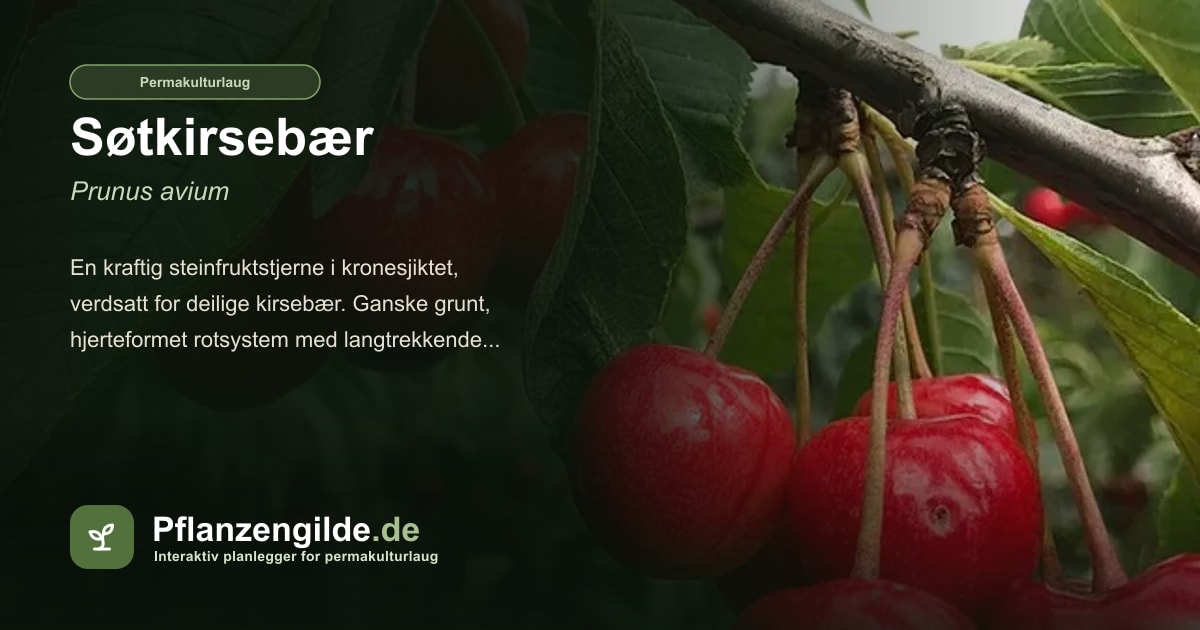 Permakulturlaug
Søtkirsebær
Prunus avium
En kraftig steinfruktstjerne i kronesjiktet,
verdsatt for deilige kirsebær. Ganske grunt,
hjerteformet rotsystem med langtrekkende...
Pflanzengilde.de
Interaktiv planlegger for permakulturlaug